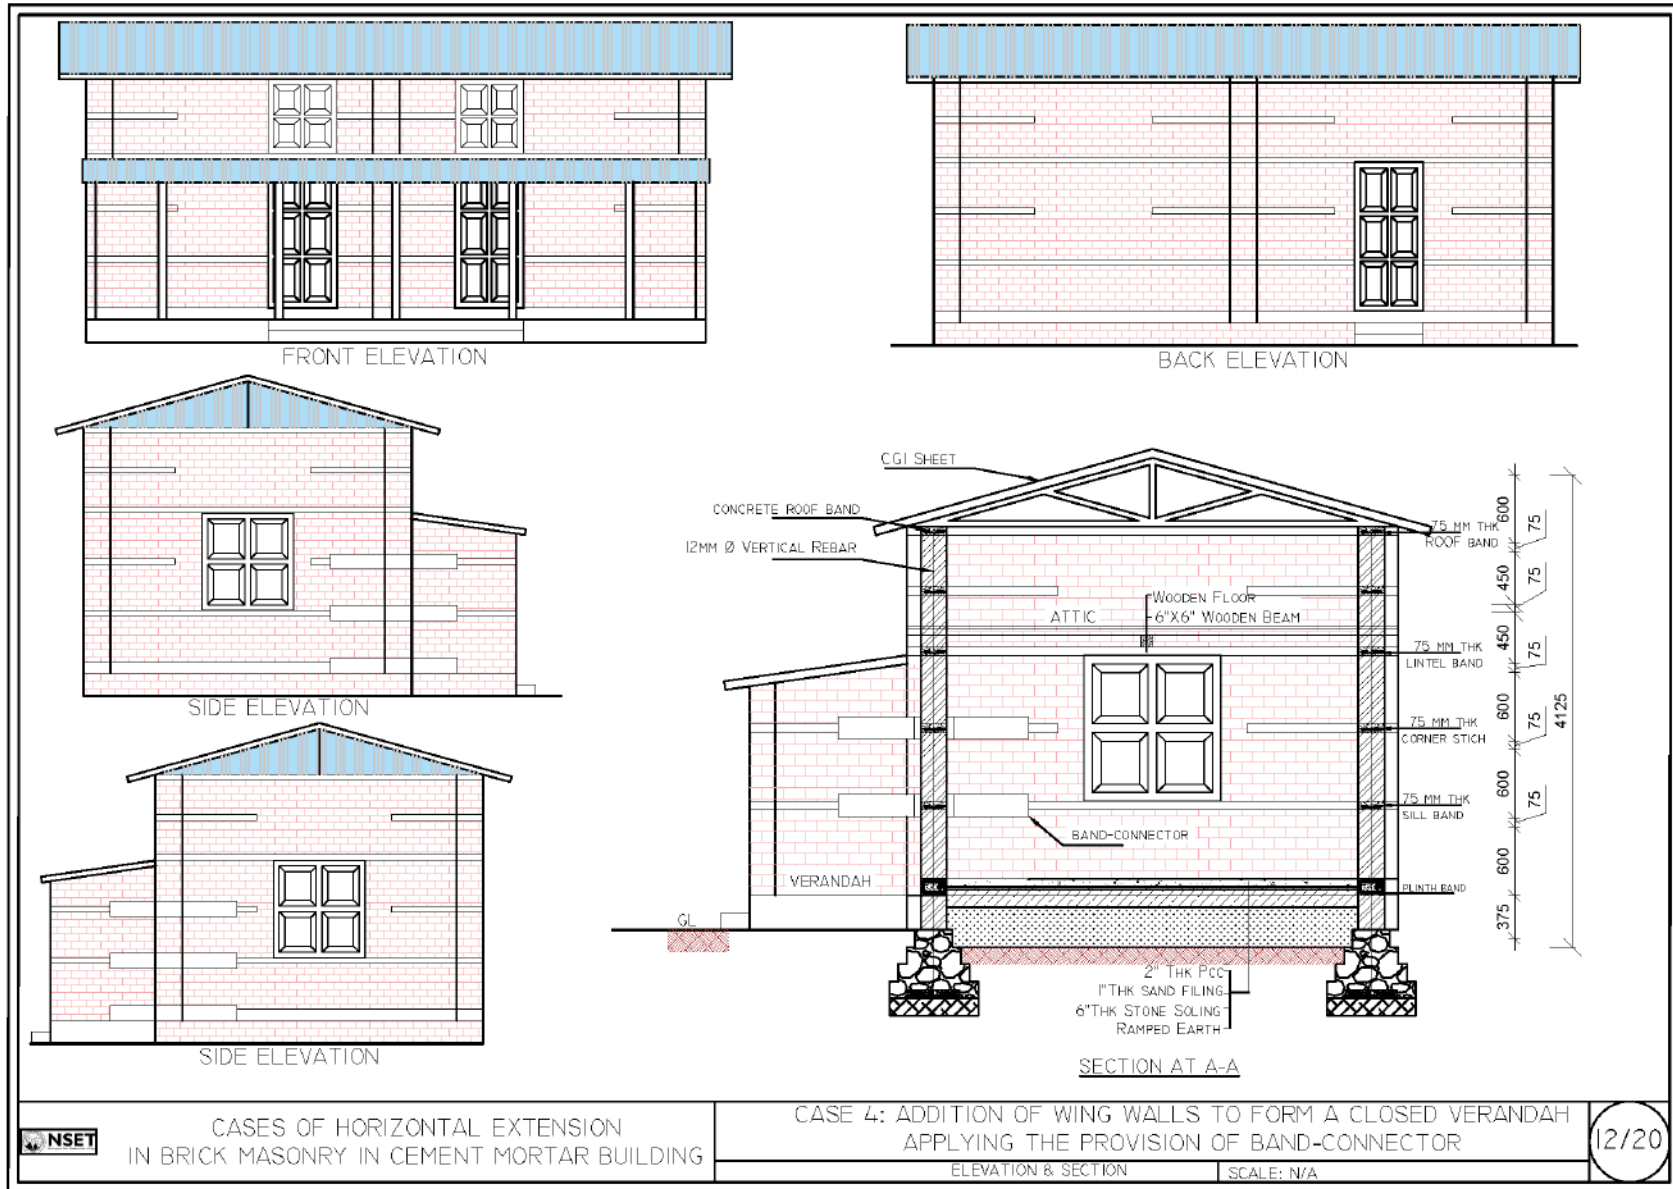 FRONT ELEVATION
BACK ELEVATION
SIDE ELEVATION
SIDE ELEVATION
CGI SHEET
CONCRETE ROOF BAND
12MM Ø VERTICAL REBAR
WOODEN FLOOR
6"X6" WOODEN BEAM
ATTIC
BAND-CONNECTOR
VERANDAH
GL
75 MM THK
ROOF BAND
75 MM THK
LINTEL BAND
75 MM THK
CORNER STICH
75 MM THK
SILL BAND
PLINTH BAND
600
75
450
75
450
75
600
75
600
75
600
375
4125
2" THK PCC
1"THK SAND FILING
6"THK STONE SOLING
RAMPED EARTH
SECTION AT A-A
NSET
CASES OF HORIZONTAL EXTENSION
IN BRICK MASONRY IN CEMENT MORTAR BUILDING
CASE 4: ADDITION OF WING WALLS TO FORM A CLOSED VERANDAH
APPLYING THE PROVISION OF BAND-CONNECTOR
ELEVATION & SECTION
SCALE: N/A
12/20